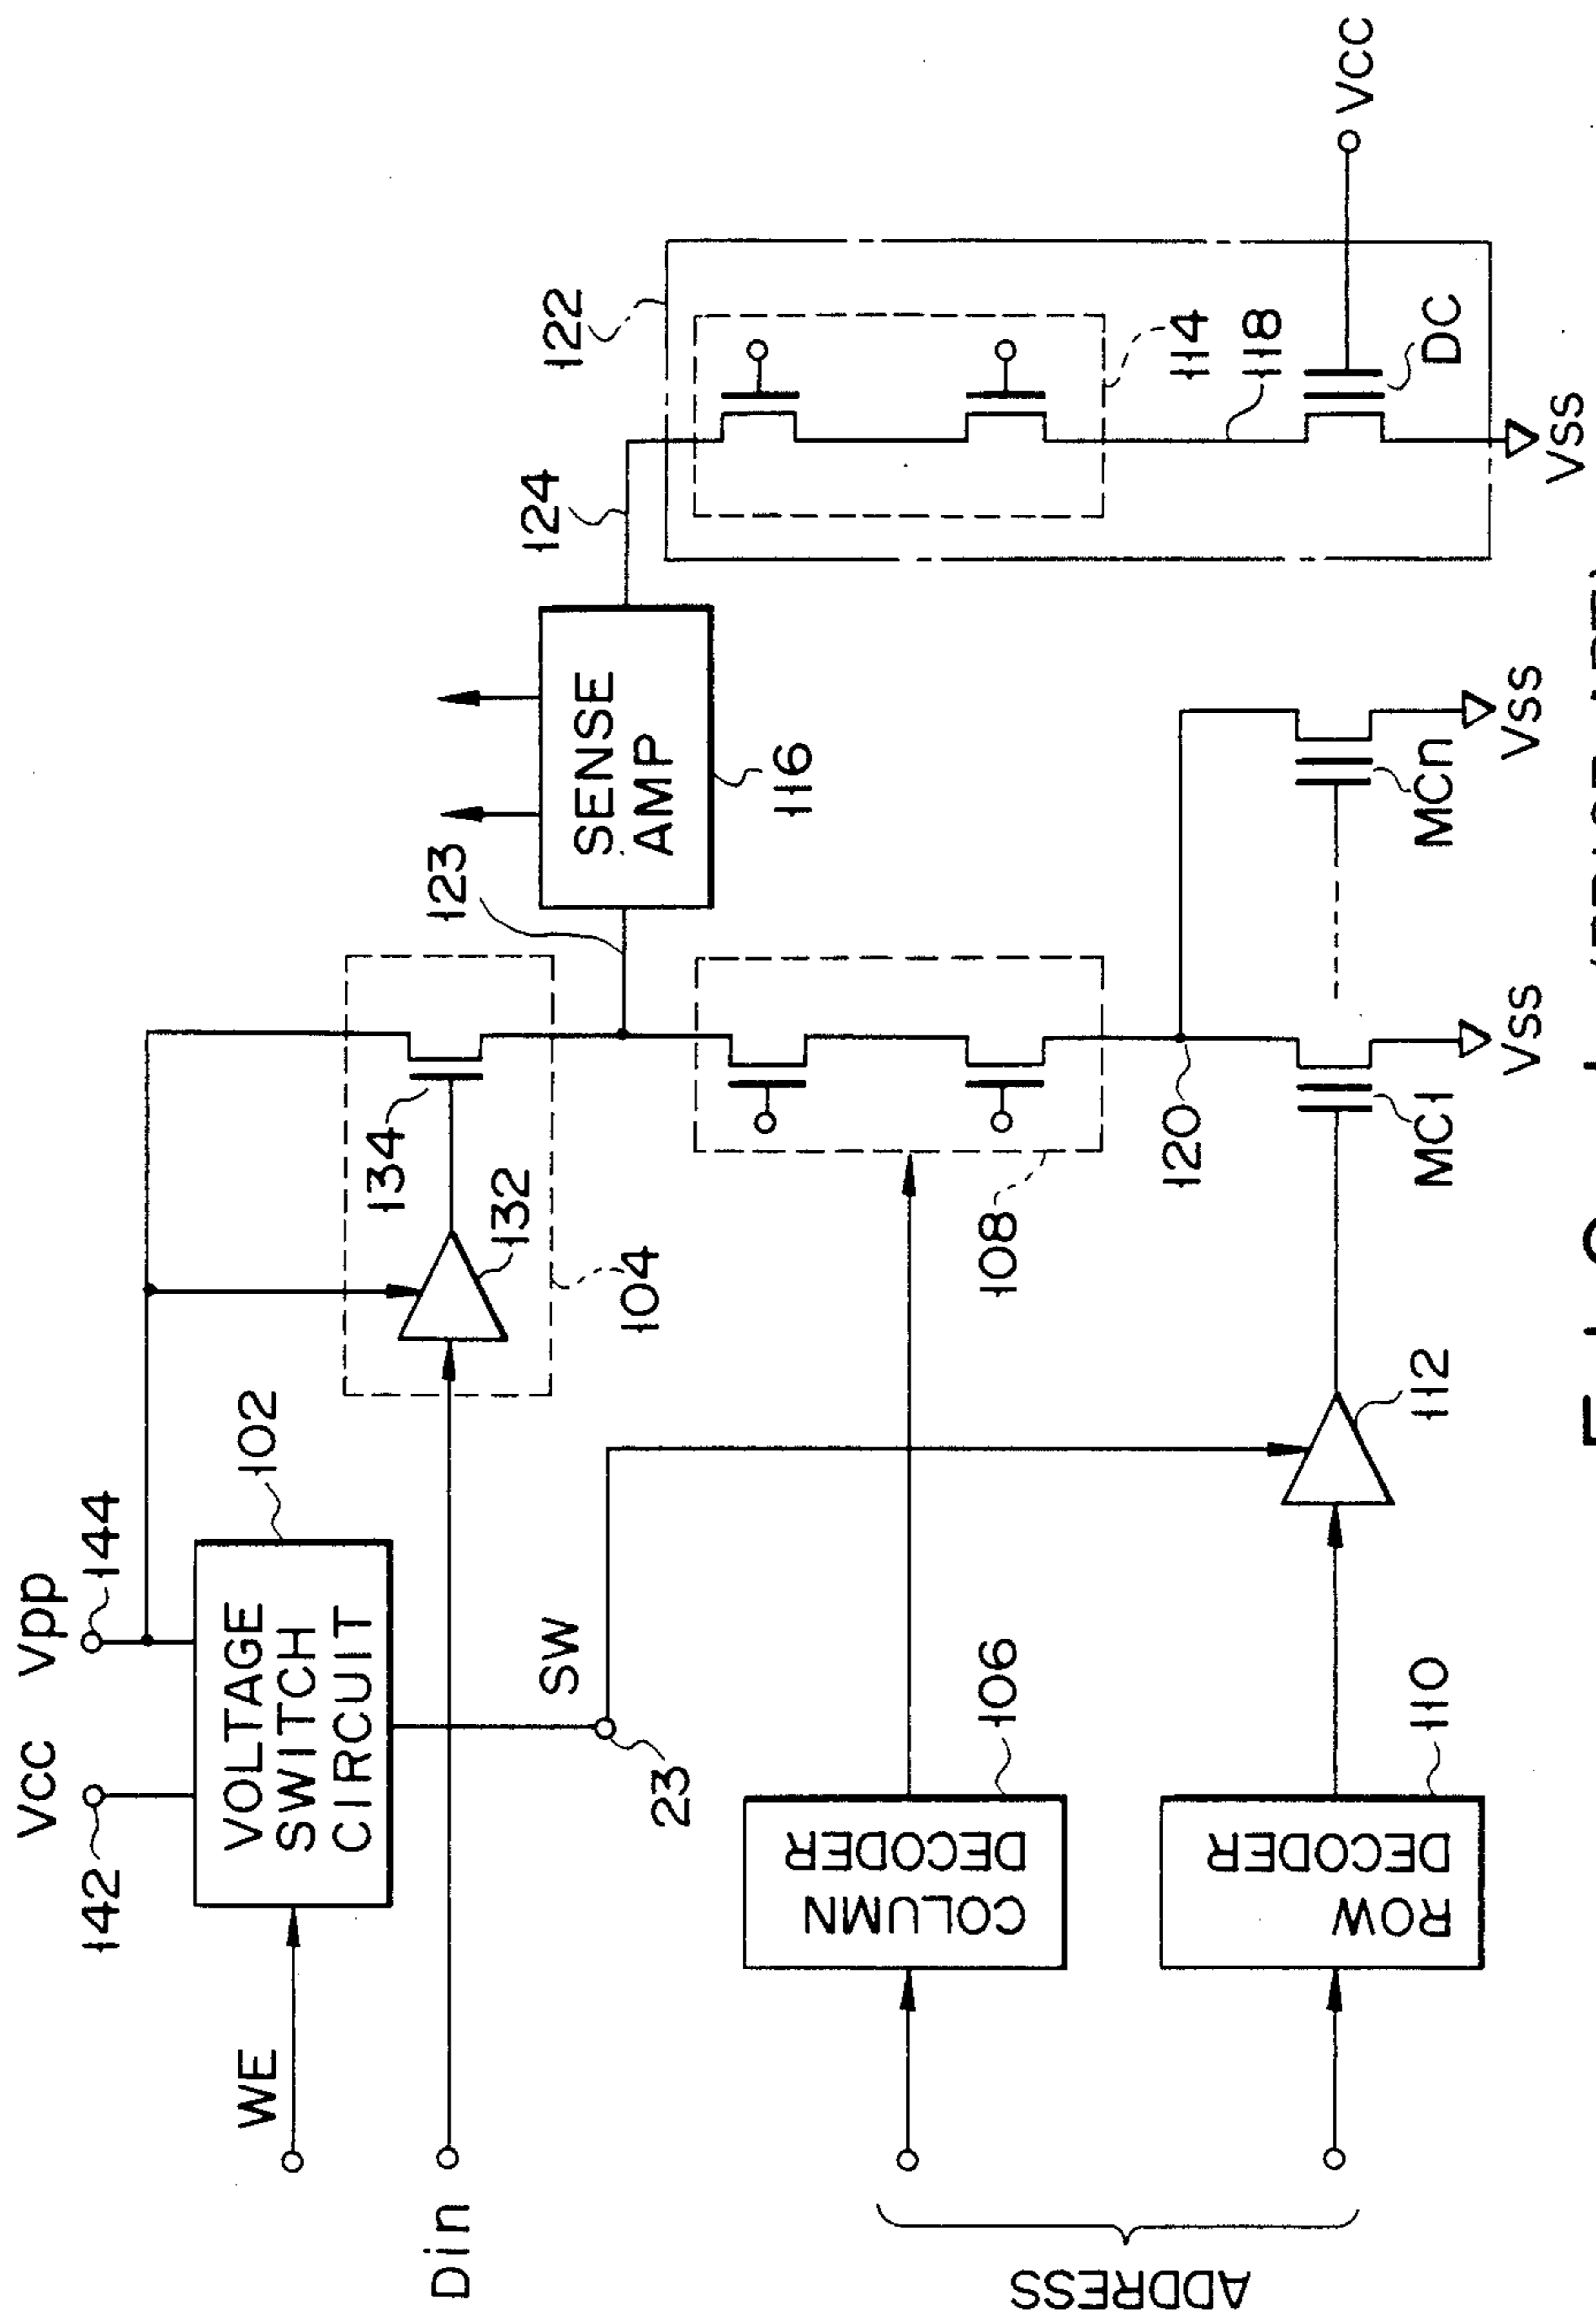 Vcc
Vpp
142
144
WE
VOLTAGE
SWITCH
CIRCUIT
102
Din
134
132
104
SW
23
123
SENSE
AMP
116
124
122
114
118
DC
Vcc
Vss
COLUMN
DECODER
106
108
120
ROW
DECODER
110
112
MC1
MCn
Vss
Vss
ADDRESS